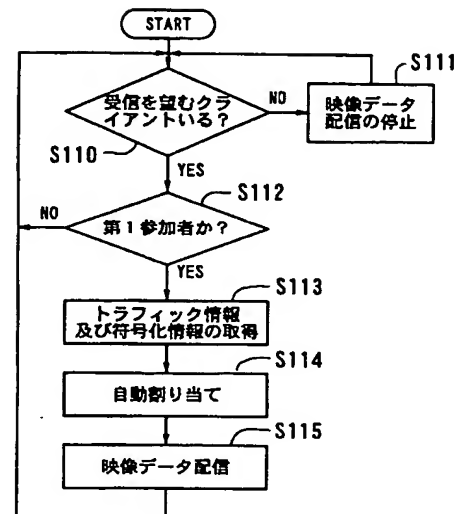 START
S111
受信を望むクラ
イアントいる?
NO
映像データ
配信の停止
S110
YES
S112
NO
第1参加者か?
YES
S113
トラフィック情報
及び符号化情報の取得
S114
自動割り当て
S115
映像データ配信